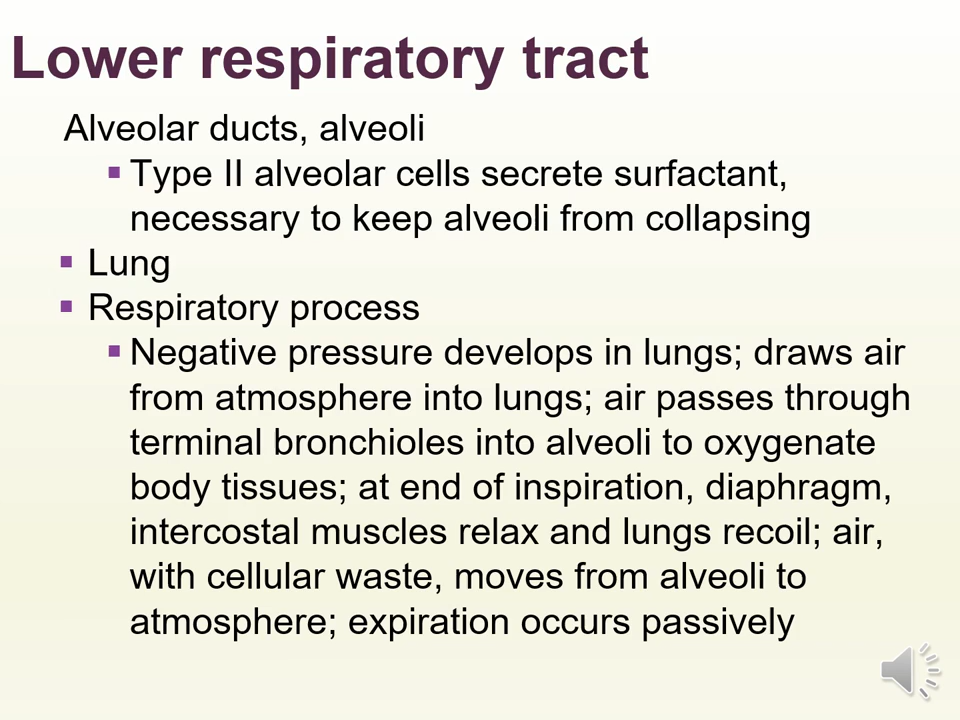 Lower respiratory tract
Alveolar ducts, alveoli
▪ Type II alveolar cells secrete surfactant,
necessary to keep alveoli from collapsing
▪ Lung
▪ Respiratory process
▪ Negative pressure develops in lungs; draws air
from atmosphere into lungs; air passes through
terminal bronchioles into alveoli to oxygenate
body tissues; at end of inspiration, diaphragm,
intercostal muscles relax and lungs recoil; air,
with cellular waste, moves from alveoli to
atmosphere; expiration occurs passively